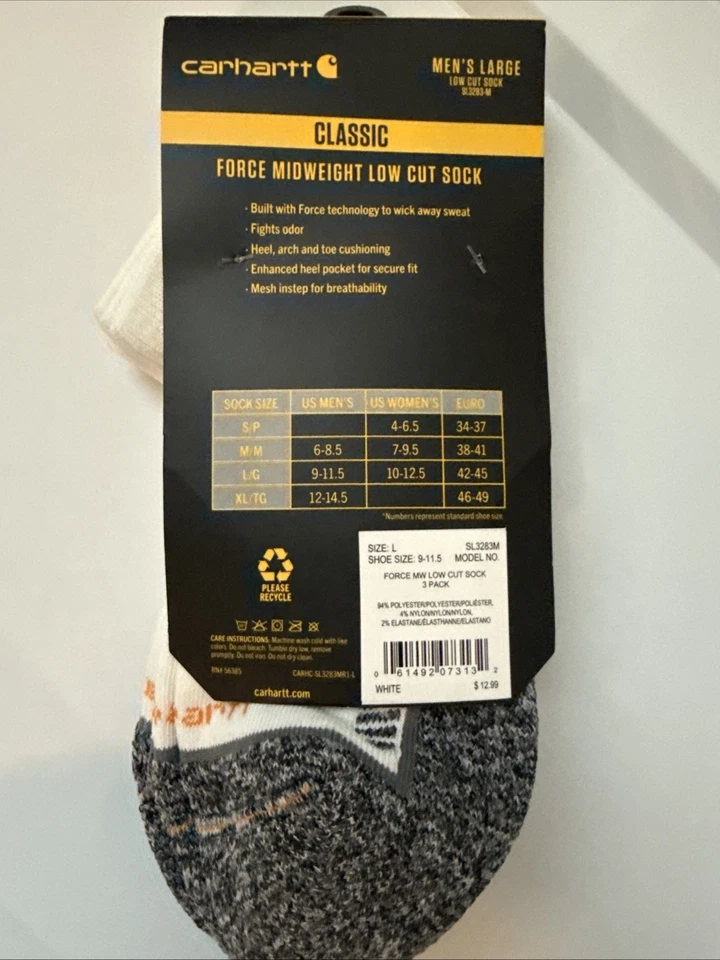 carhartt
MEN'S LARGE
LOW CUT SOCK
SL3283-M
CLASSIC
FORCE MIDWEIGHT LOW CUT SOCK
· Built with Force technology to wick away sweat
· Fights odor
· Heel, arch and toe cushioning
· Enhanced heel pocket for secure fit
· Mesh instep for breathability
SOCK SIZE US MEN'S US WOMEN'S EURO
S/P 4-6.5 34-37
M/M 6-8.5 7-9.5 38-41
L/G 9-11.5 10-12.5 42-45
XL/TG 12-14.5 46-49
*Numbers represent standard shoe size
PLEASE
RECYCLE
CARE INSTRUCTIONS: Machine wash cold with like
colors. Do not bleach. Tumble dry low, remove
promptly. Do not iron. Do not dry clean.
RN# 56385 CARHC-SL3283MR1-L
carhartt.com
SIZE: L SL3283M
SHOE SIZE: 9-11.5 MODEL NO.
FORCE MW LOW CUT SOCK
3 PACK
94% POLYESTER/POLYESTER/POLIÉSTER,
4% NYLON/NYLON/NYLON,
2% ELASTANE/ÉLASTHANNE/ELASTANO
0 61492 07313 2
WHITE $12.99